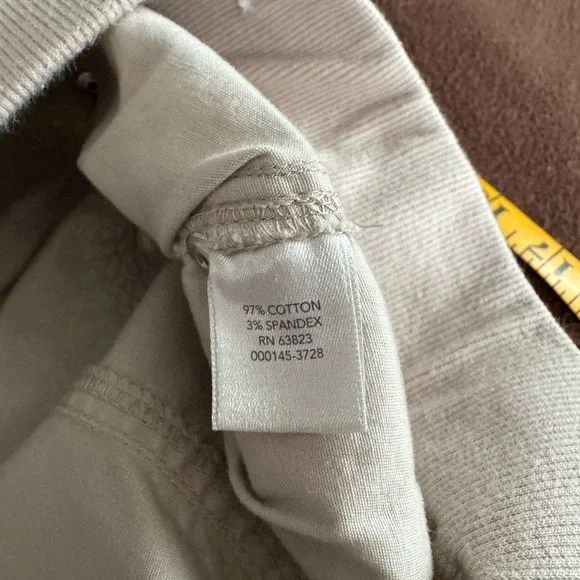 97% COTTON
3% SPANDEX
RN 63823
000145-3728